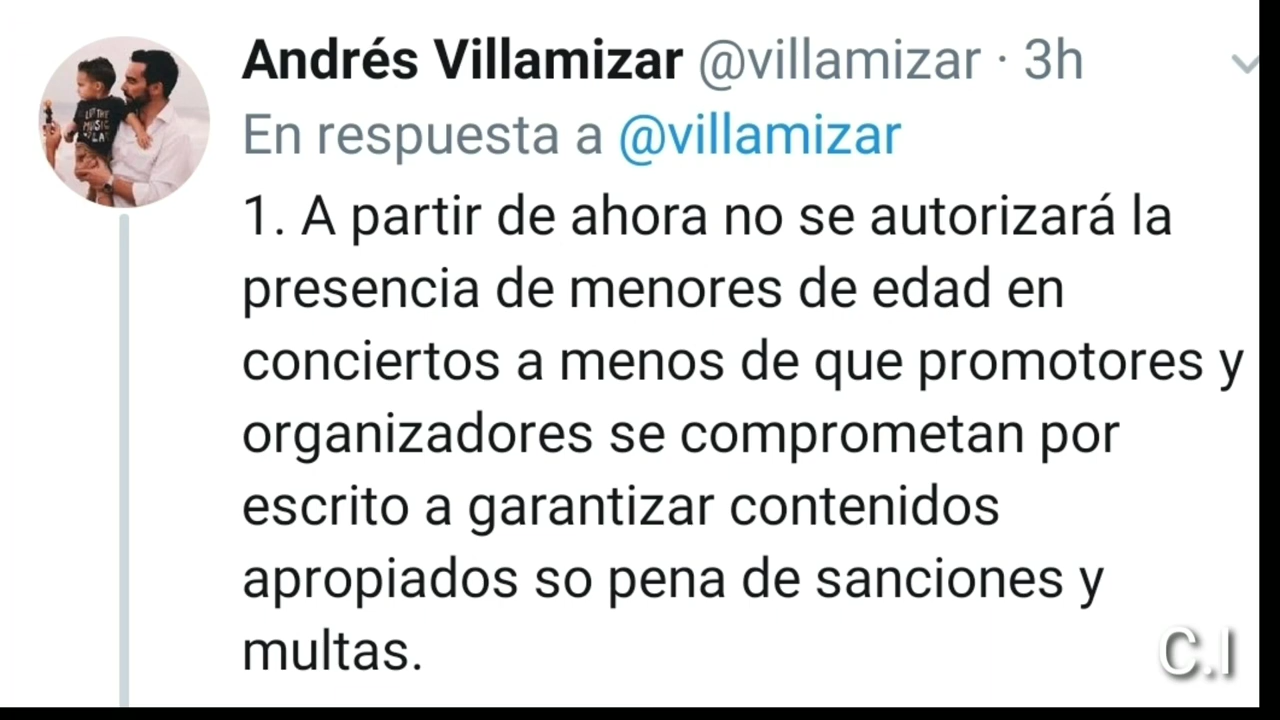 Andrés Villamizar @villamizar · 3h
En respuesta a @villamizar
1. A partir de ahora no se autorizará la
presencia de menores de edad en
conciertos a menos de que promotores y
organizadores se comprometan por
escrito a garantizar contenidos
apropiados so pena de sanciones y
multas.
C.I